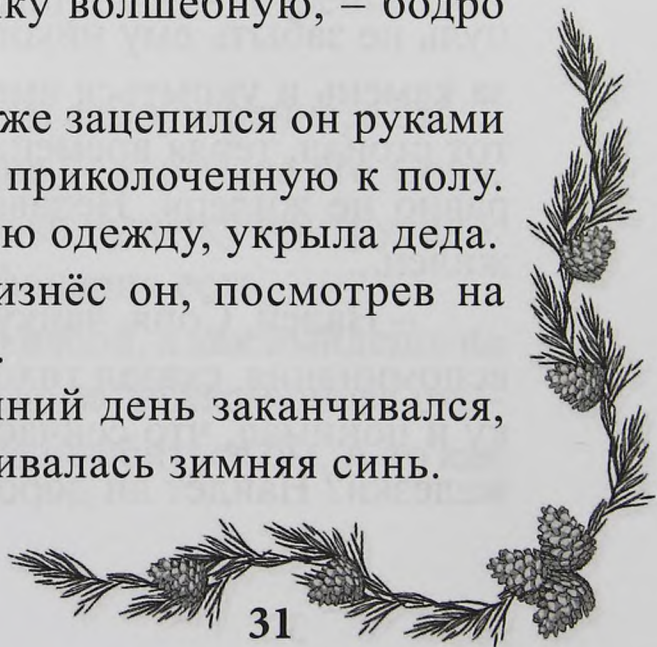 ку волшебную, – бодро
же зацепился он руками
приколоченную к полу.
ю одежду, укрыла деда.
изнёс он, посмотрев на
.
ний день заканчивался,
ивалась зимняя синь.
31